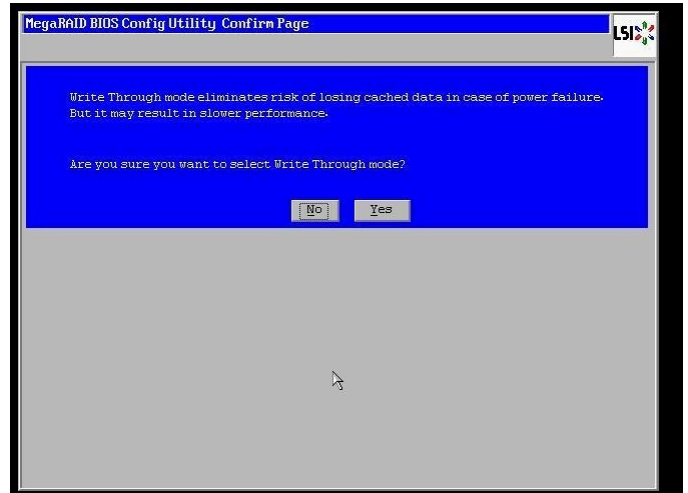 MegaRAID BIOS Config Utility Confirm Page
LSI
Write Through mode eliminates risk of losing cached data in case of power failure.
But it may result in slower performance.
Are you sure you want to select Write Through mode?
No Yes